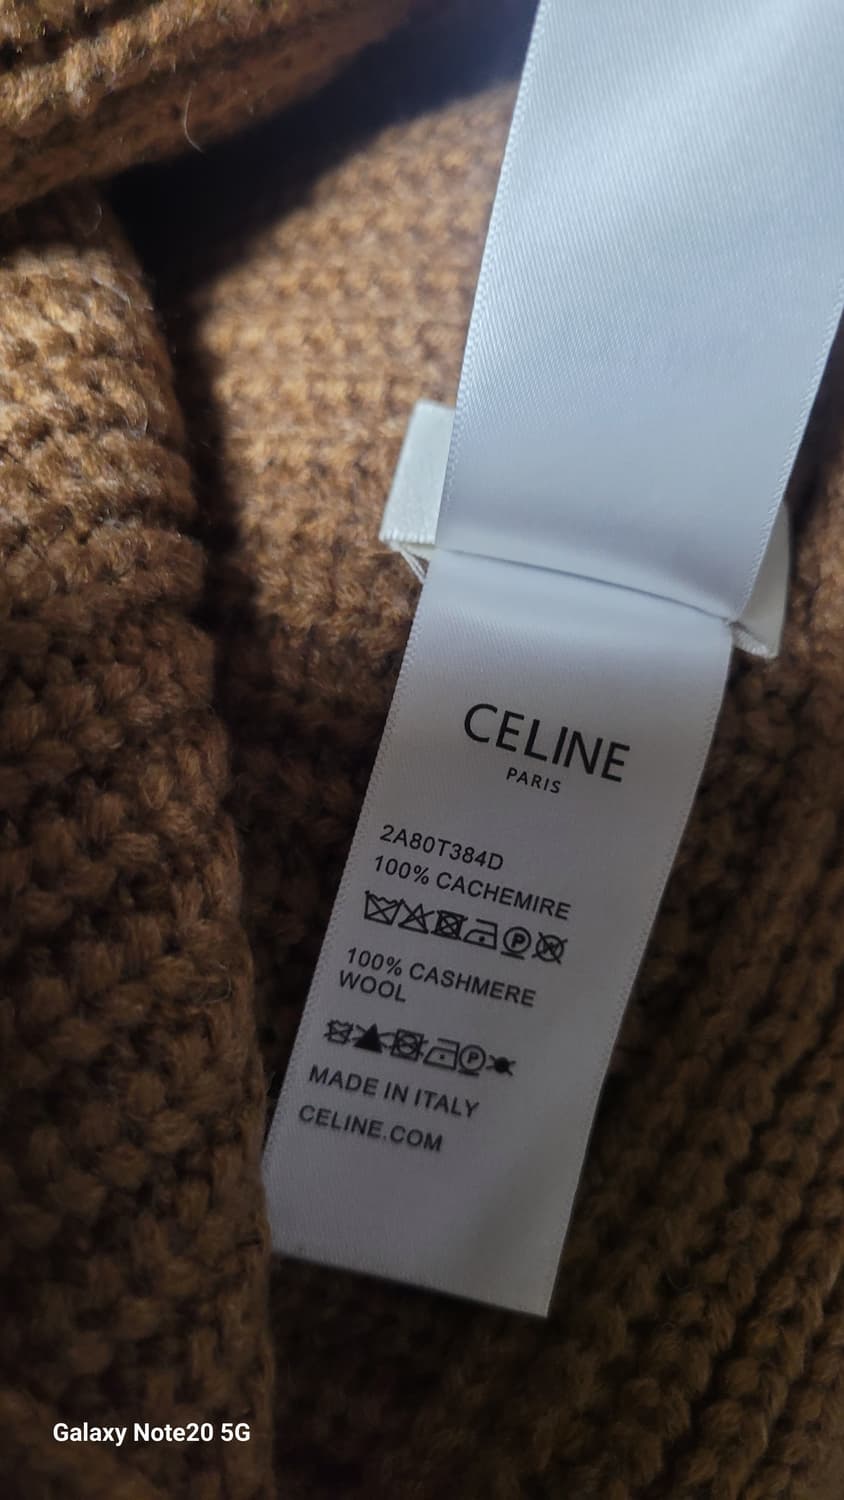 CELINE
PARIS
2A80T384D
100% CACHEMIRE
100% CASHMERE
WOOL
MADE IN ITALY
CELINE.COM
Galaxy Note20 5G